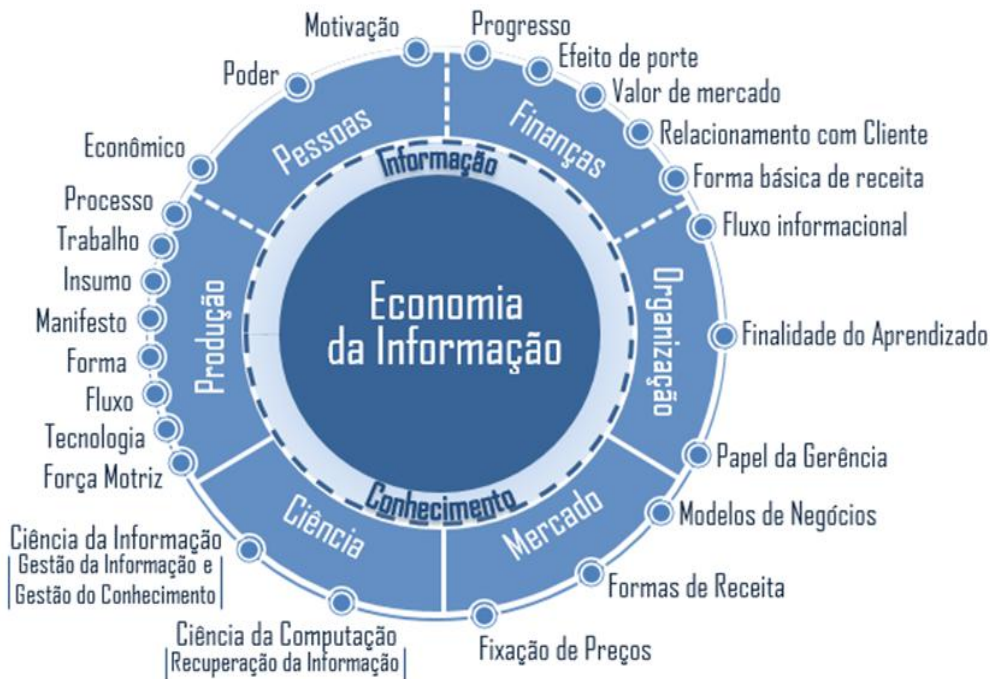 Motivação
Progresso
Poder
Efeito de porte
Valor de mercado
Econômico
Relacionamento com Cliente
Processo
Forma básica de receita
Trabalho
Fluxo informacional
Insumo
Manifesto
Finalidade do Aprendizado
Forma
Fluxo
Tecnologia
Papel da Gerência
Força Motriz
Modelos de Negócios
Ciência da Informação
Gestão da Informação e
Gestão do Conhecimento
Formas de Receita
Ciência da Computação
Recuperação da Informação
Fixação de Preços
Pessoas
Finanças
Produção
Organização
Ciência
Mercado
Informação
Conhecimento
Economia
da Informação